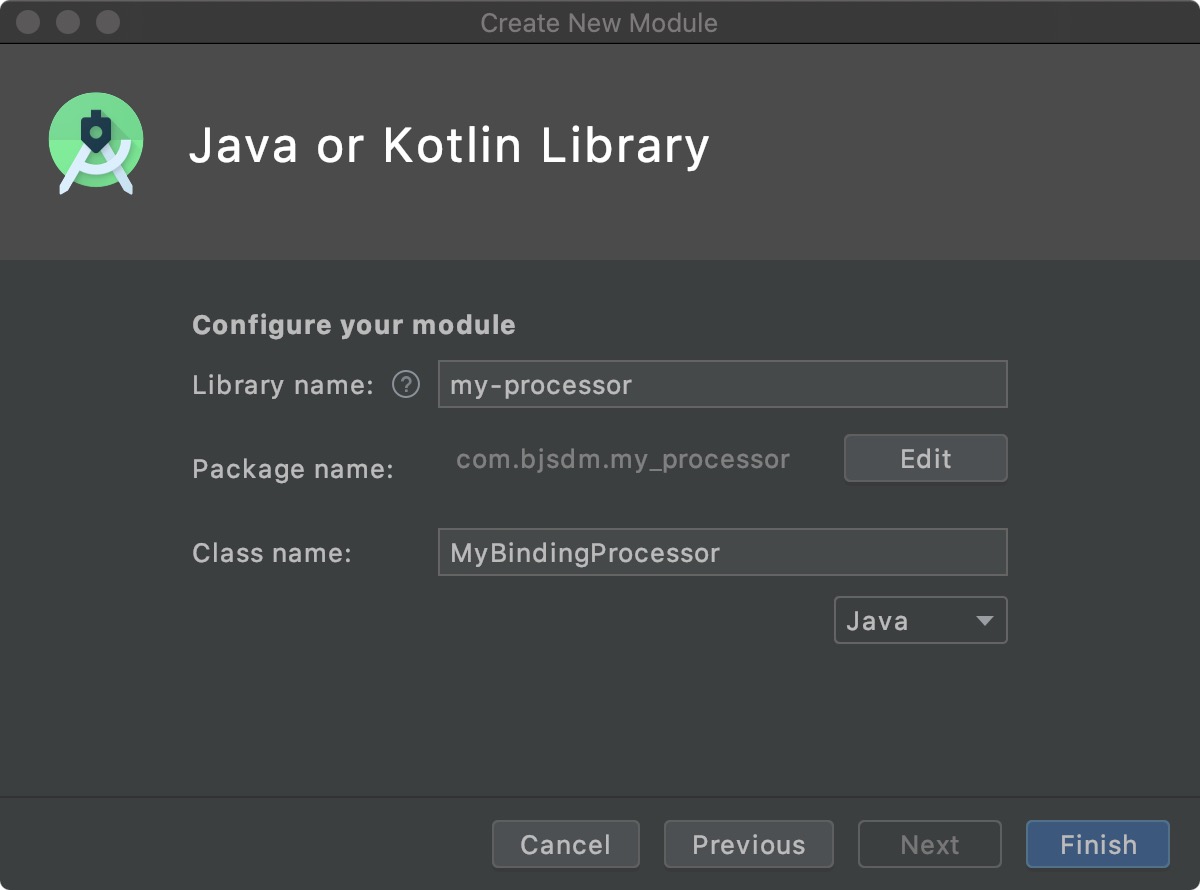 Create New Module
Java or Kotlin Library
Configure your module
Library name: ? my-processor
Package name: com.bjsdm.my_processor Edit
Class name: MyBindingProcessor
Java
Cancel Previous Next Finish